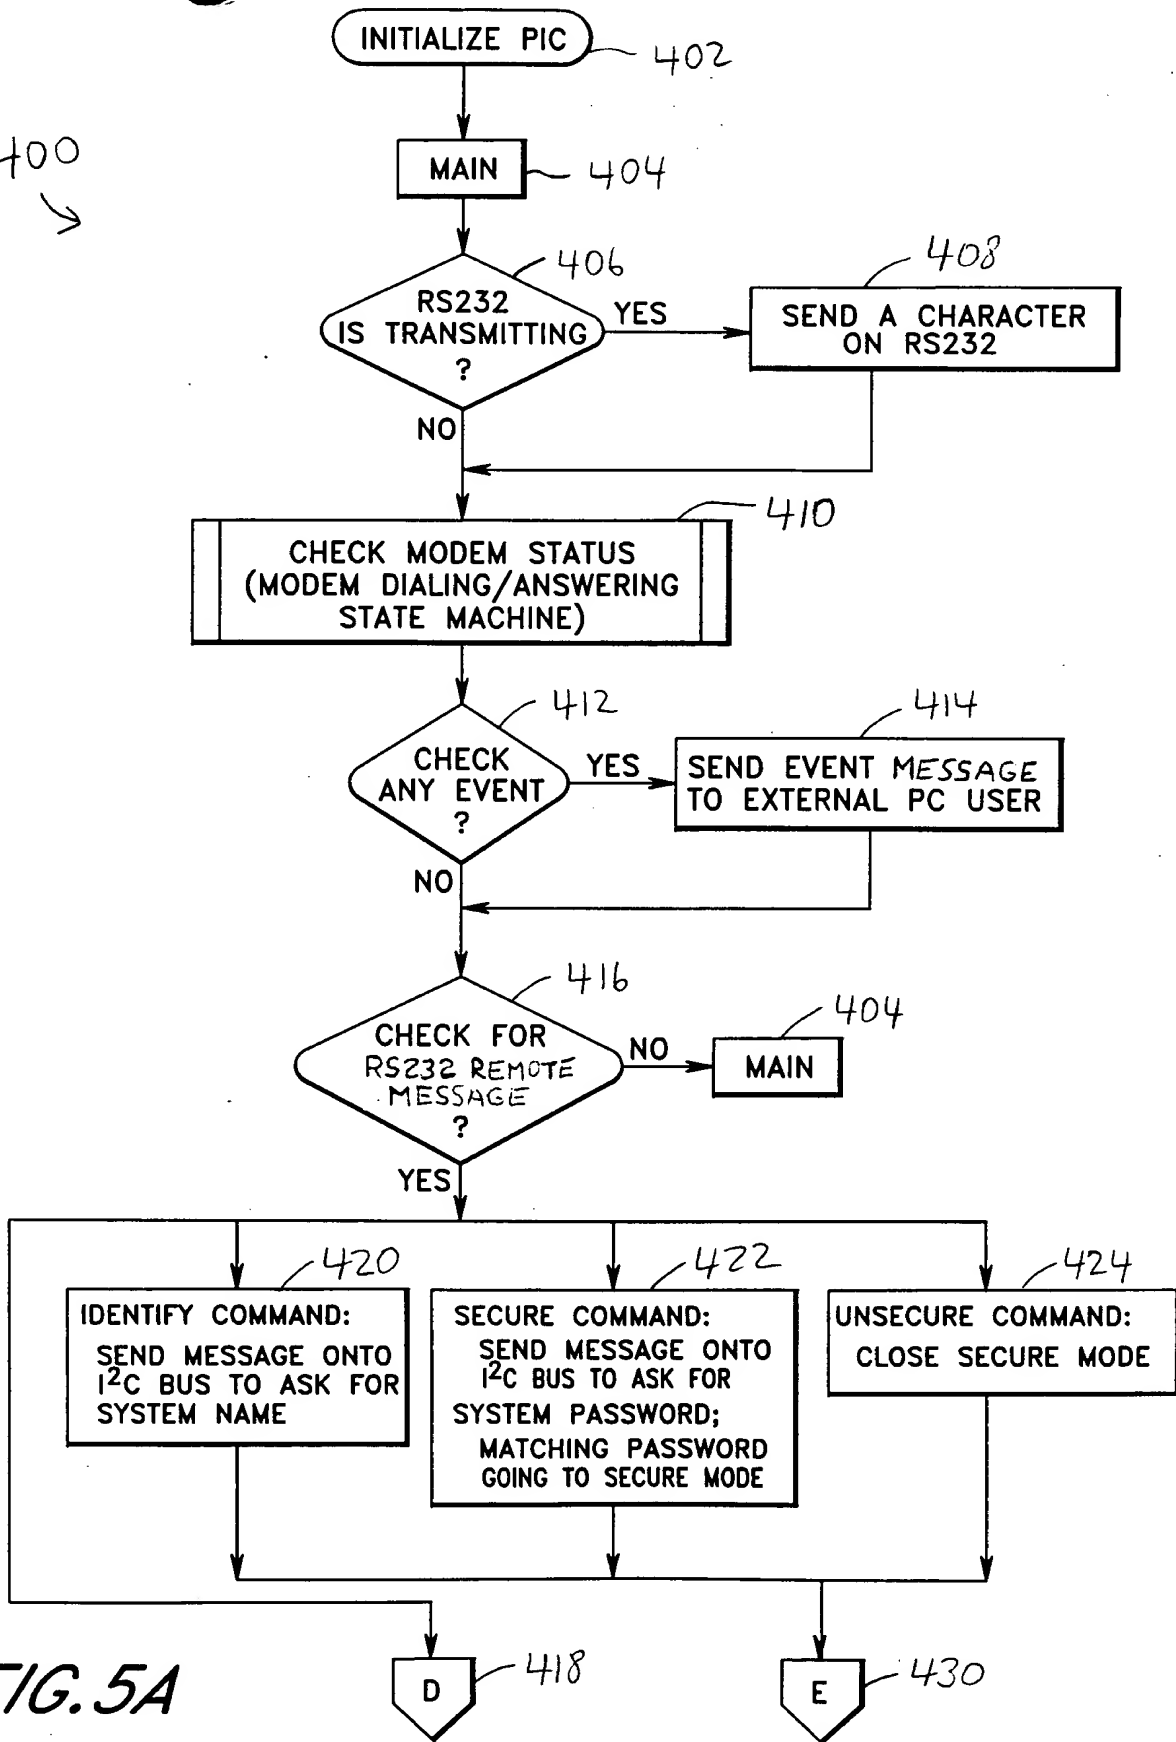 INITIALIZE PIC
402
400
MAIN
404
406
RS232
IS TRANSMITTING
?
YES
408
SEND A CHARACTER
ON RS232
NO
410
CHECK MODEM STATUS
(MODEM DIALING/ANSWERING
STATE MACHINE)
412
CHECK
ANY EVENT
?
YES
414
SEND EVENT MESSAGE
TO EXTERNAL PC USER
NO
416
CHECK FOR
RS232 REMOTE
MESSAGE
?
NO
404
MAIN
YES
420
IDENTIFY COMMAND:
SEND MESSAGE ONTO
I²C BUS TO ASK FOR
SYSTEM NAME
422
SECURE COMMAND:
SEND MESSAGE ONTO
I²C BUS TO ASK FOR
SYSTEM PASSWORD;
MATCHING PASSWORD
GOING TO SECURE MODE
424
UNSECURE COMMAND:
CLOSE SECURE MODE
D
418
E
430
FIG. 5A